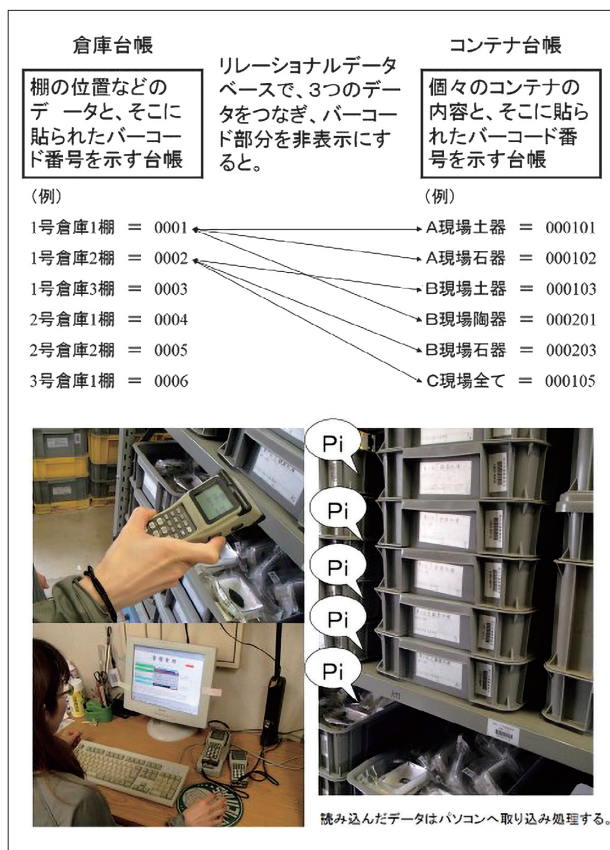 倉庫台帳
棚の位置などの
データと、そこに
貼られたバーコー
ド番号を示す台帳
リレーショナルデータ
ベースで、3つのデー
タをつなぎ、バーコー
ド部分を非表示にす
ると。
コンテナ台帳
個々のコンテナの
内容と、そこに貼ら
れたバーコード番
号を示す台帳
(例)
1号倉庫1棚 = 0001
1号倉庫2棚 = 0002
1号倉庫3棚 = 0003
2号倉庫1棚 = 0004
2号倉庫2棚 = 0005
3号倉庫1棚 = 0006
(例)
A現場土器 = 000101
A現場石器 = 000102
B現場土器 = 000103
B現場陶器 = 000201
B現場石器 = 000203
C現場全て = 000105
Pi
Pi
Pi
Pi
Pi
読み込んだデータはパソコンへ取り込み処理する。